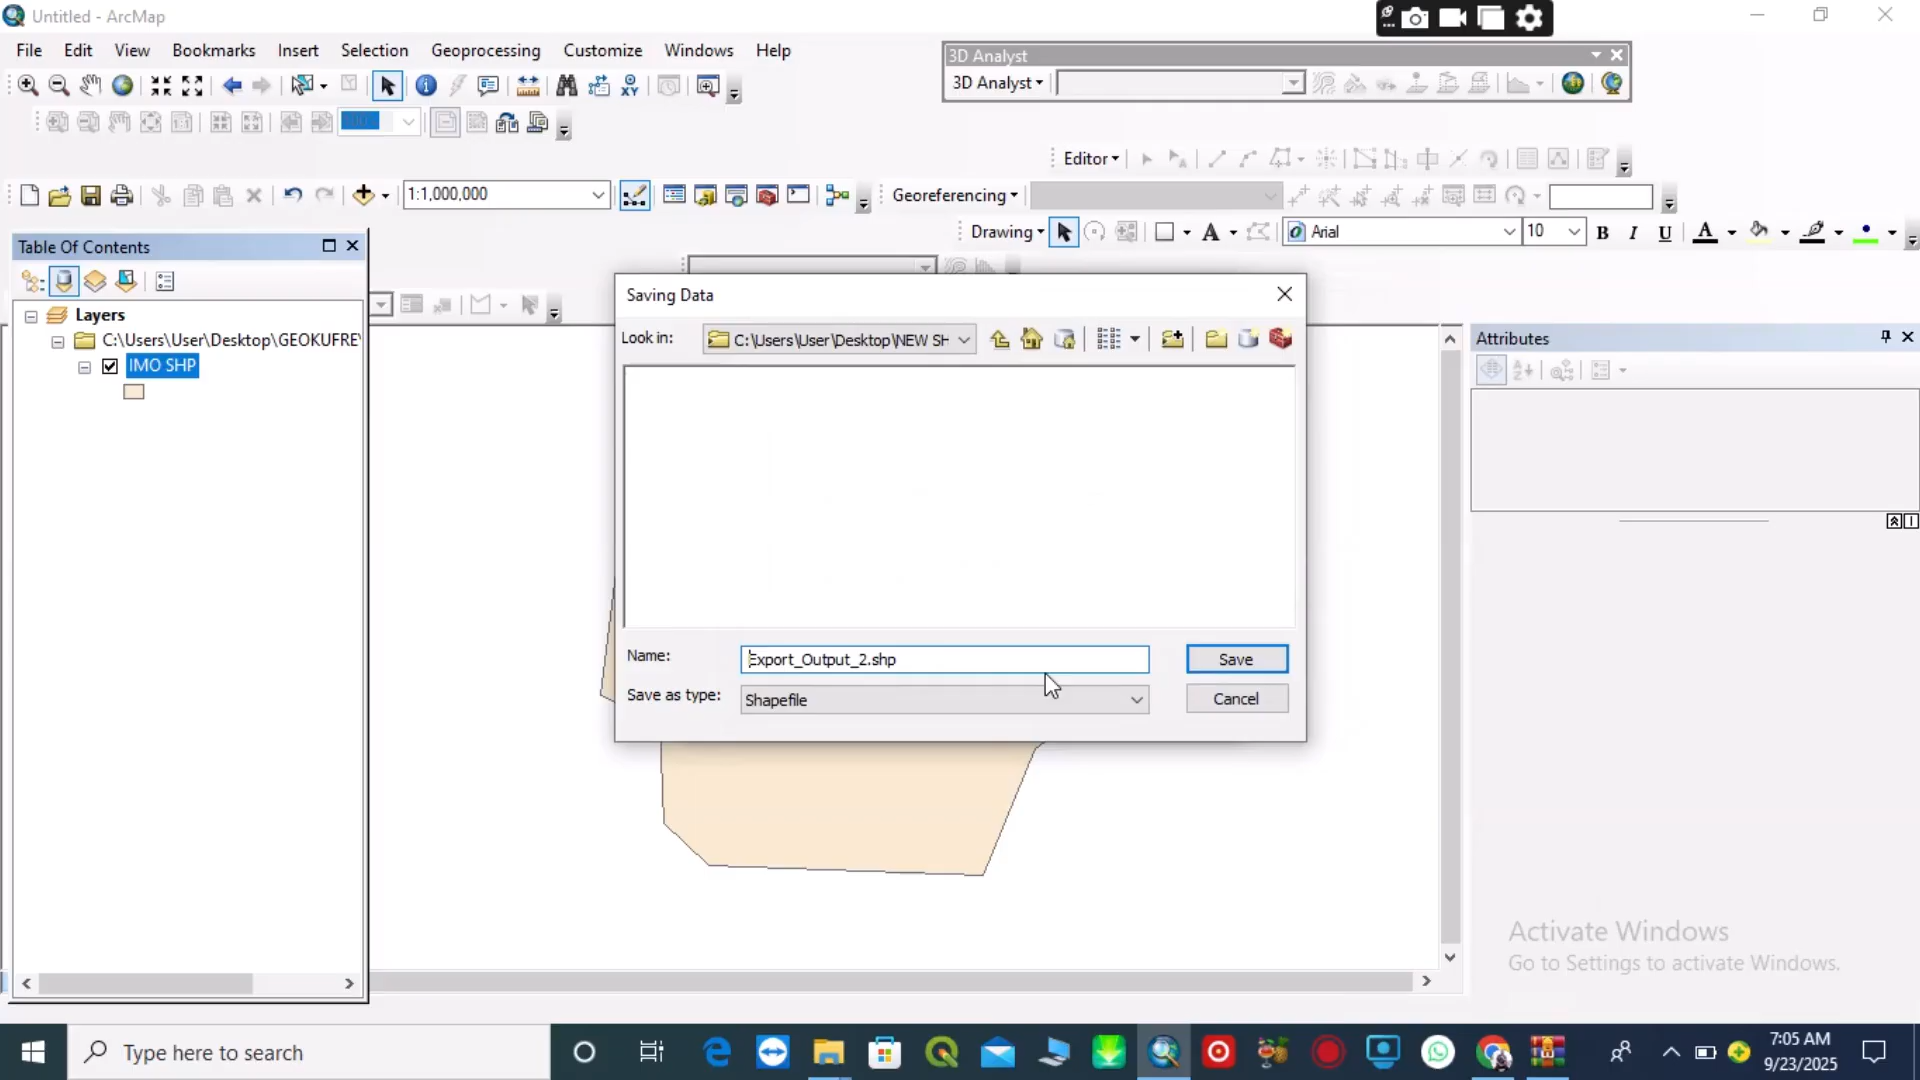 Untitled - ArcMap
File Edit View Bookmarks Insert Selection Geoprocessing Customize Windows Help
3D Analyst
3D Analyst
Editor
1:1,000,000
Georeferencing
Drawing
Arial
10
B I U A
Table Of Contents
Layers
C:\Users\User\Desktop\GEOKUFRE
IMO SHP
Saving Data
Look in:
C:\Users\User\Desktop\NEW SH
Name:
Export_Output_2.shp
Save
Save as type:
Shapefile
Cancel
Attributes
Activate Windows
Go to Settings to activate Windows.
Type here to search
7:05 AM
9/23/2025